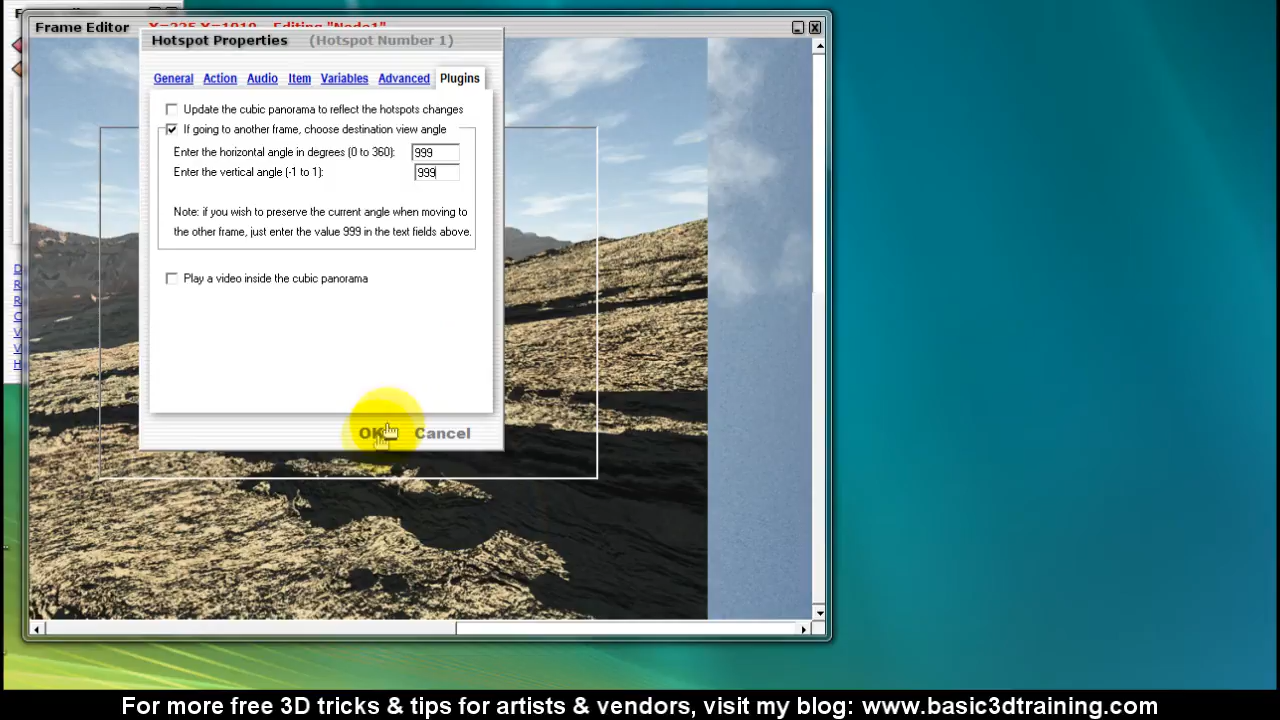 Frame Editor
Hotspot Properties (Hotspot Number 1)
General Action Audio Item Variables Advanced Plugins
Update the cubic panorama to reflect the hotspots changes
If going to another frame, choose destination view angle
Enter the horizontal angle in degrees (0 to 360): 999
Enter the vertical angle (-1 to 1): 999
Note: if you wish to preserve the current angle when moving to
the other frame, just enter the value 999 in the text fields above.
Play a video inside the cubic panorama
OK Cancel
For more free 3D tricks & tips for artists & vendors, visit my blog: www.basic3dtraining.com